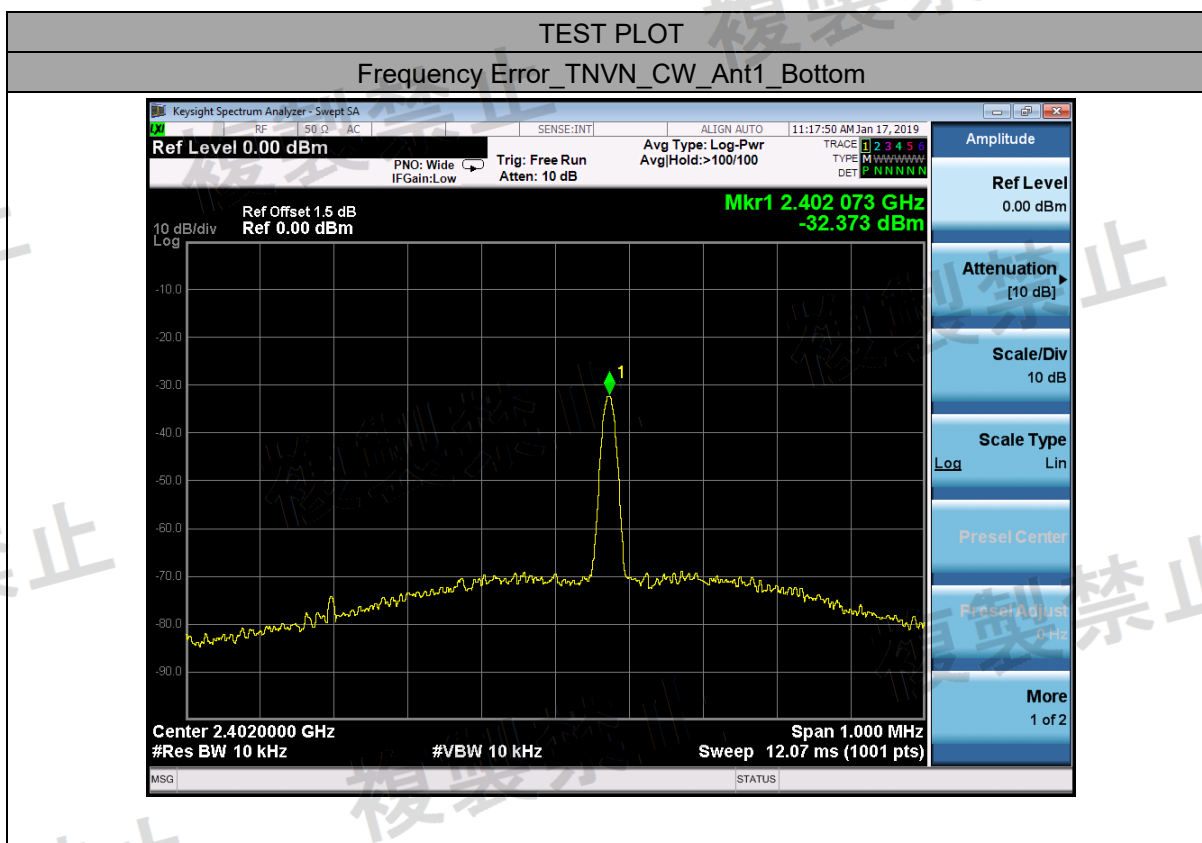 TEST PLOT
Frequency Error_TNVN_CW_Ant1_Bottom
Keysight Spectrum Analyzer - Swept SA
LXI RF 50 Ω AC SENSE:INT ALIGN AUTO 11:17:50 AM Jan 17, 2019
Ref Level 0.00 dBm
PNO: Wide
IFGain:Low
Trig: Free Run
Atten: 10 dB
Avg Type: Log-Pwr
Avg|Hold:>100/100
TRACE 1 2 3 4 5 6
TYPE M W W W W W
DET P N N N N N
Mkr1 2.402 073 GHz
-32.373 dBm
Ref Offset 1.5 dB
10 dB/div Ref 0.00 dBm
Log
-10.0
-20.0
-30.0
-40.0
-50.0
-60.0
-70.0
-80.0
-90.0
1
Center 2.4020000 GHz
Span 1.000 MHz
#Res BW 10 kHz
#VBW 10 kHz
Sweep 12.07 ms (1001 pts)
MSG
STATUS
Amplitude
Ref Level
0.00 dBm
Attenuation
[10 dB]
Scale/Div
10 dB
Scale Type
Log Lin
Presel Center
Presel Adjust
0 Hz
More
1 of 2
複製禁止
複製禁止